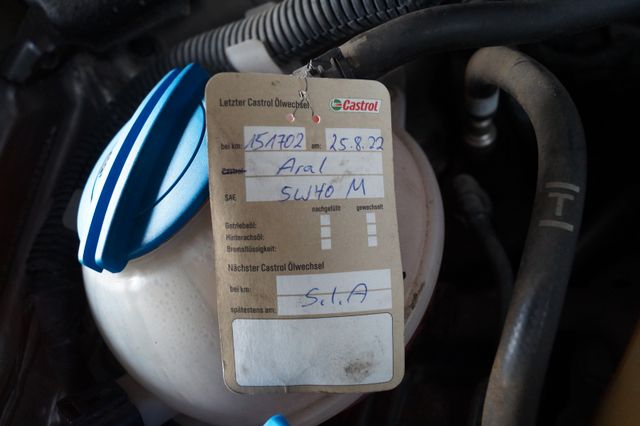 Letzter Castrol Ölwechsel Castrol
bei km: 151702 am: 25.8.22
Castrol Aral
SAE 5W40 M
nachgefüllt gewechselt
Getriebeöl:
Hinterachsöl:
Bremsflüssigkeit:
Nächster Castrol Ölwechsel
bei km:
S.I.A
spätestens am: